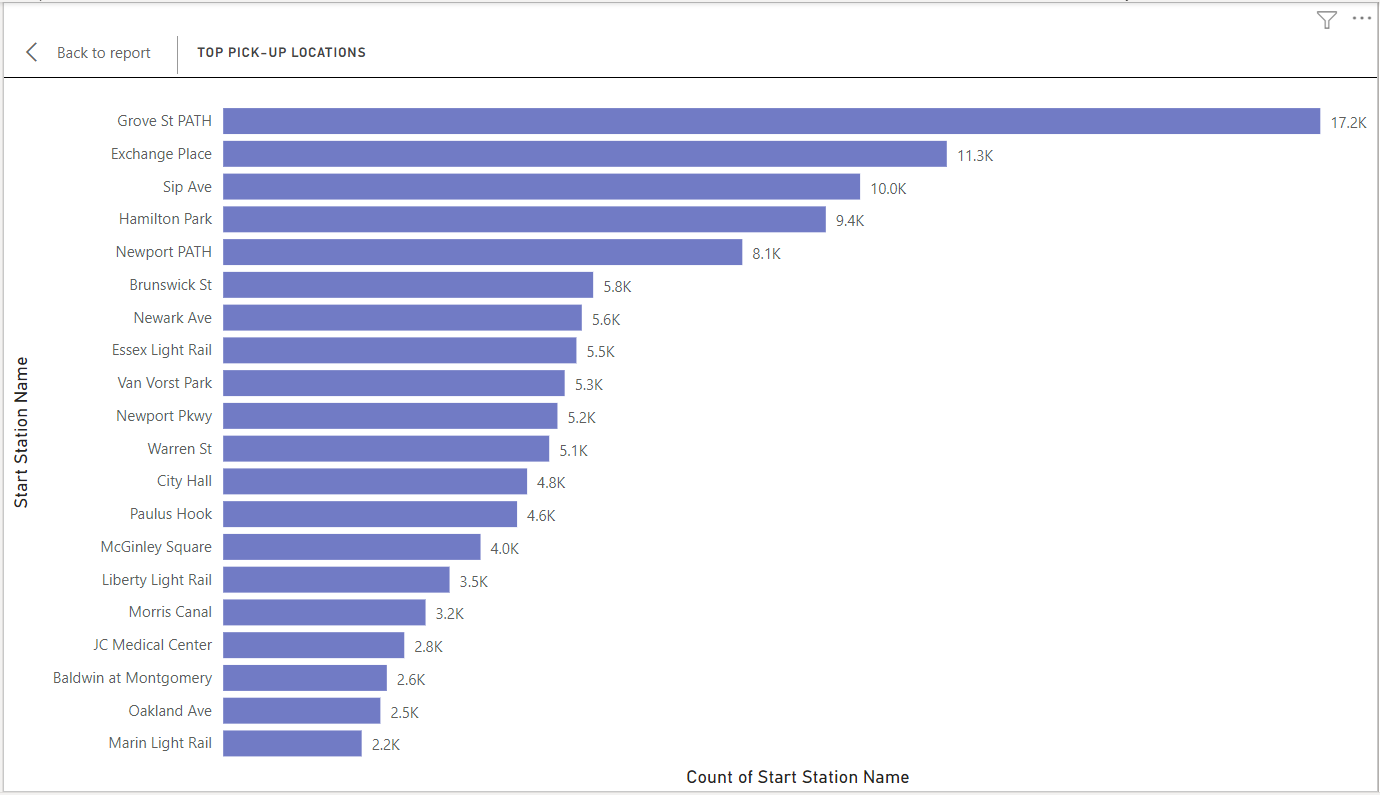 Back to report
TOP PICK-UP LOCATIONS
Start Station Name
Grove St PATH 17.2K
Exchange Place 11.3K
Sip Ave 10.0K
Hamilton Park 9.4K
Newport PATH 8.1K
Brunswick St 5.8K
Newark Ave 5.6K
Essex Light Rail 5.5K
Van Vorst Park 5.3K
Newport Pkwy 5.2K
Warren St 5.1K
City Hall 4.8K
Paulus Hook 4.6K
McGinley Square 4.0K
Liberty Light Rail 3.5K
Morris Canal 3.2K
JC Medical Center 2.8K
Baldwin at Montgomery 2.6K
Oakland Ave 2.5K
Marin Light Rail 2.2K
Count of Start Station Name